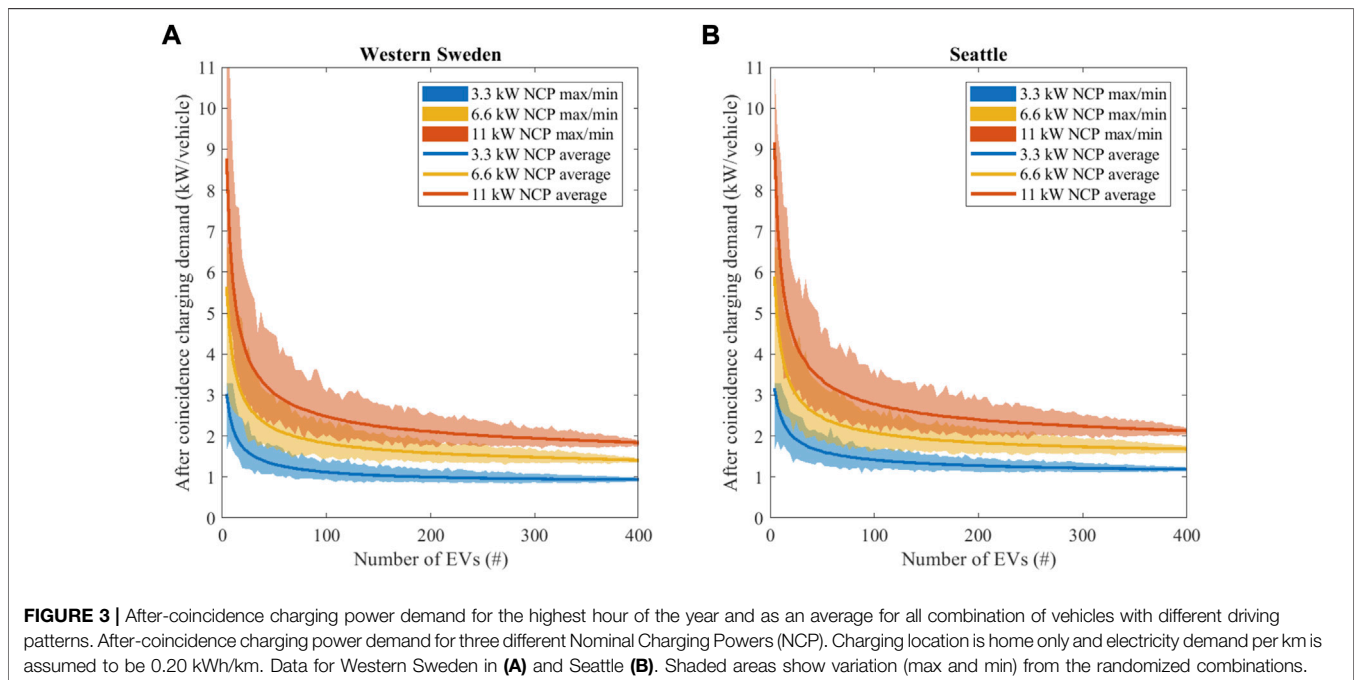 A
Western Sweden
11
10
9
8
7
6
5
4
3
2
1
0
After coincidence charging demand (kW/vehicle)
3.3 kW NCP max/min
6.6 kW NCP max/min
11 kW NCP max/min
3.3 kW NCP average
6.6 kW NCP average
11 kW NCP average
0 100 200 300 400
Number of EVs (#)
B
Seattle
11
10
9
8
7
6
5
4
3
2
1
0
After coincidence charging demand (kW/vehicle)
3.3 kW NCP max/min
6.6 kW NCP max/min
11 kW NCP max/min
3.3 kW NCP average
6.6 kW NCP average
11 kW NCP average
0 100 200 300 400
Number of EVs (#)
FIGURE 3 | After-coincidence charging power demand for the highest hour of the year and as an average for all combination of vehicles with different driving
patterns. After-coincidence charging power demand for three different Nominal Charging Powers (NCP). Charging location is home only and electricity demand per km is
assumed to be 0.20 kWh/km. Data for Western Sweden in (A) and Seattle (B). Shaded areas show variation (max and min) from the randomized combinations.